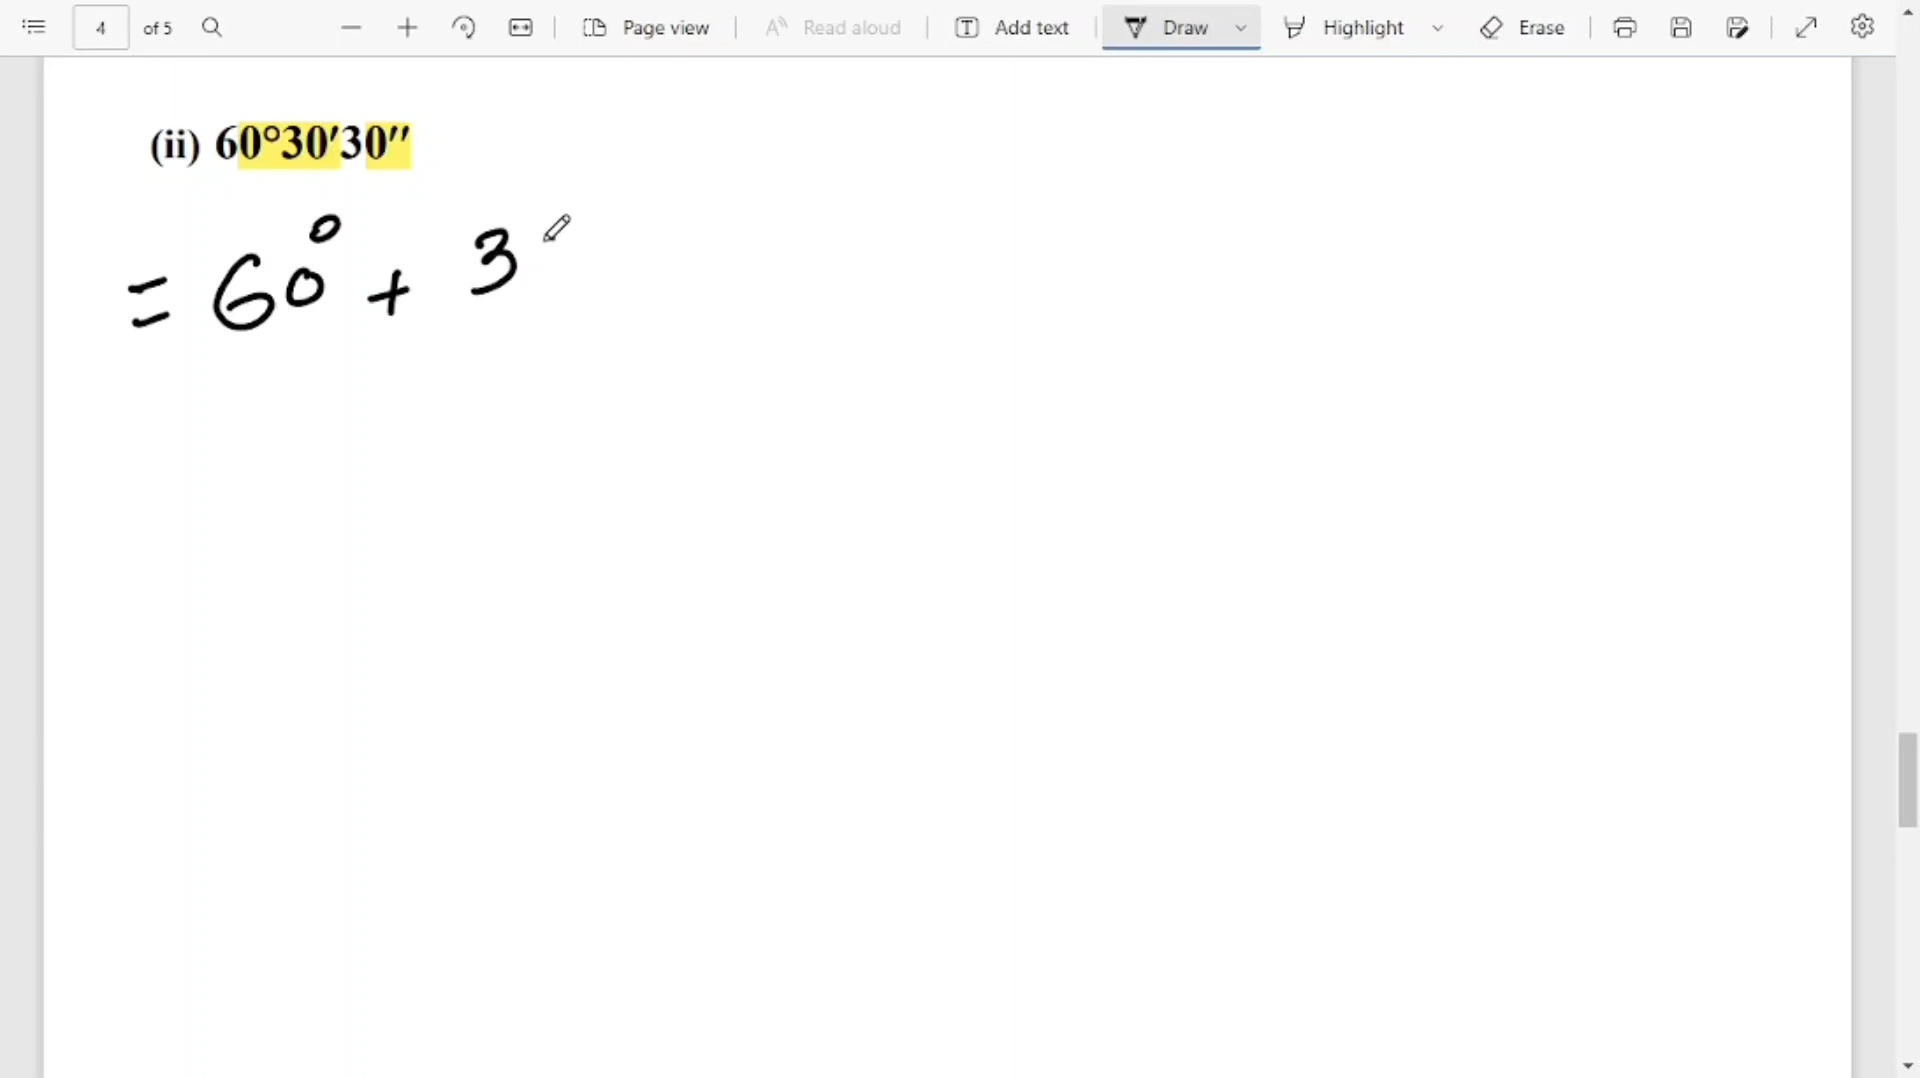 4 of 5 Page view Read aloud Add text Draw Highlight Erase
(ii) 60°30′30″
= 60° + 3